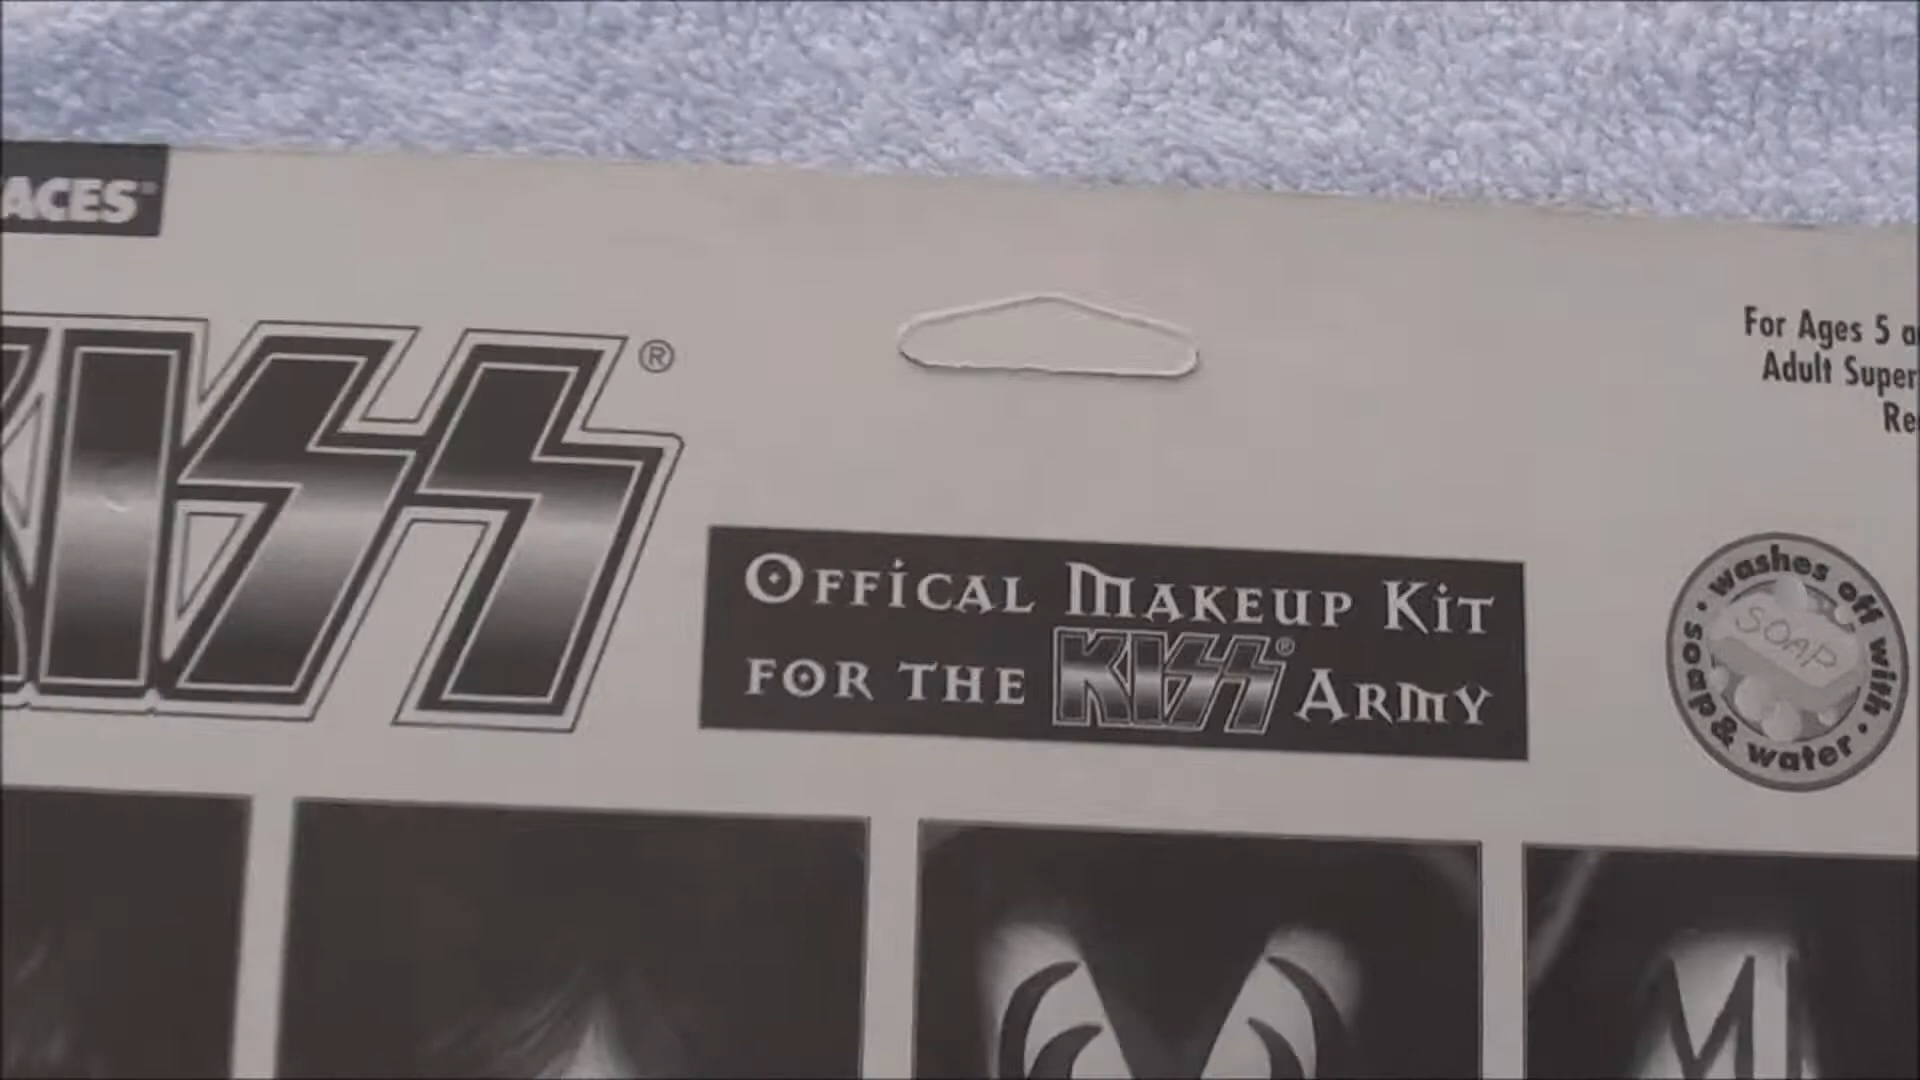 ACES
KISS®
For Ages 5
Adult
OFFICAL MAKEUP KIT
FOR THE KISS® ARMY
washes off with
soap & water
SOAP